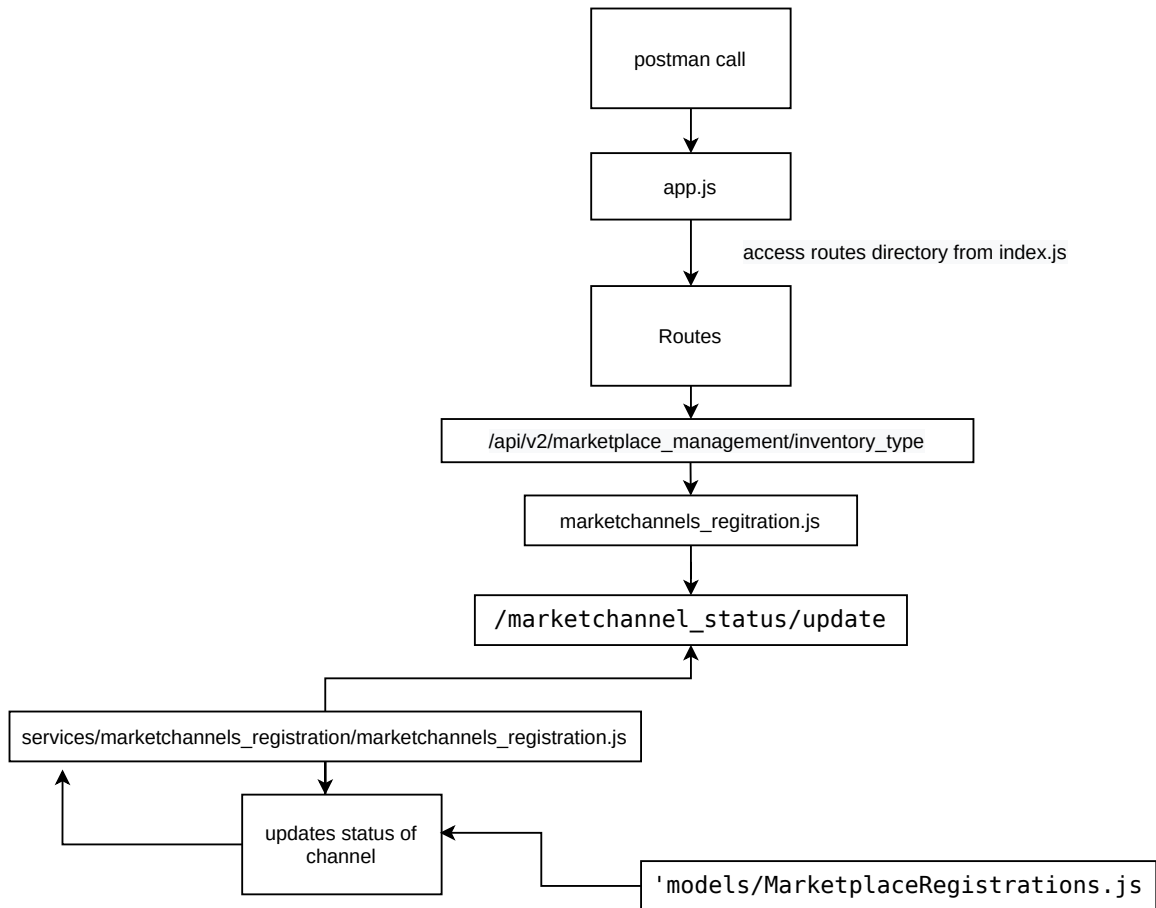 postman call
app.js
access routes directory from index.js
Routes
/api/v2/marketplace_management/inventory_type
marketchannels_regitration.js
/marketchannel_status/update
services/marketchannels_registration/marketchannels_registration.js
updates status of
channel
'models/MarketplaceRegistrations.js